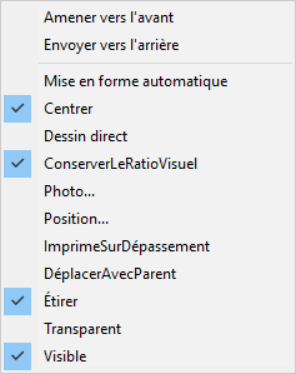 Amener vers l'avant
Envoyer vers l'arrière
Mise en forme automatique
Centrer
Dessin direct
ConserverLeRatioVisuel
Photo...
Position...
ImprimeSurDépassement
DéplacerAvecParent
Étirer
Transparent
Visible